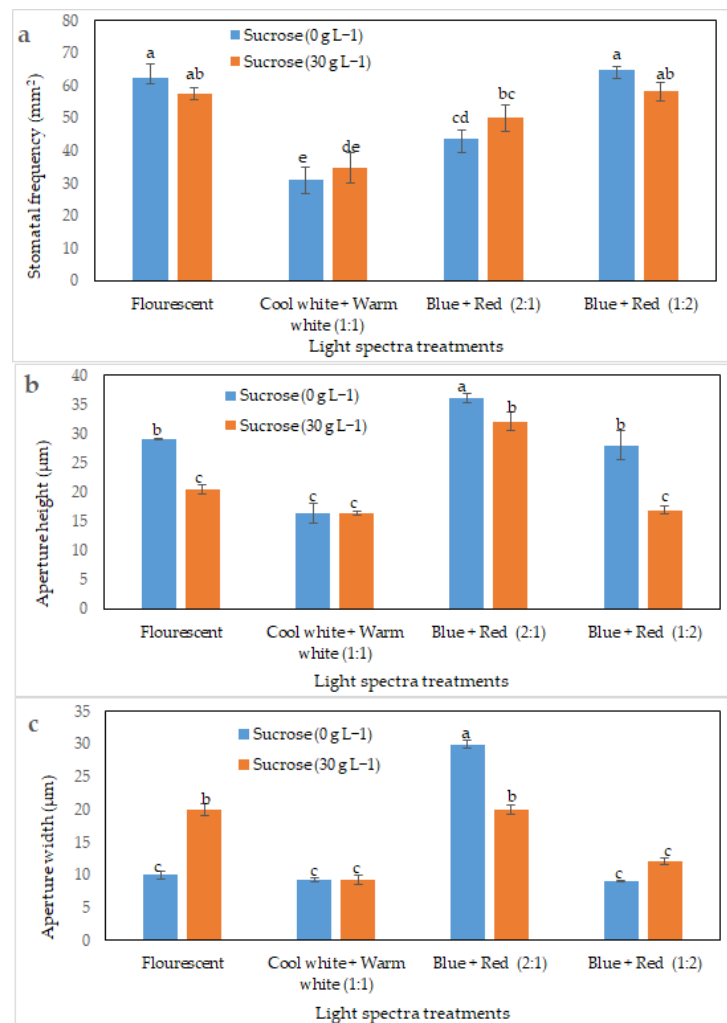 a
80
70
60
50
40
30
20
10
0
Stomatal frequency (mm²)
Sucrose (0 g L−1)
Sucrose (30 g L−1)
a
ab
e
de
cd
bc
a
ab
Flourescent
Cool white + Warm
white (1:1)
Blue + Red (2:1)
Blue + Red (1:2)
Light spectra treatments
b
40
35
30
25
20
15
10
5
0
Aperture height (µm)
Sucrose (0 g L−1)
Sucrose (30 g L−1)
b
c
c
c
a
b
b
c
Flourescent
Cool white + Warm
white (1:1)
Blue + Red (2:1)
Blue + Red (1:2)
Light spectra treatments
c
35
30
25
20
15
10
5
0
Aperture width (µm)
Sucrose (0 g L−1)
Sucrose (30 g L−1)
c
b
c
c
a
b
c
c
Flourescent
Cool white + Warm
white (1:1)
Blue + Red (2:1)
Blue + Red (1:2)
Light spectra treatments